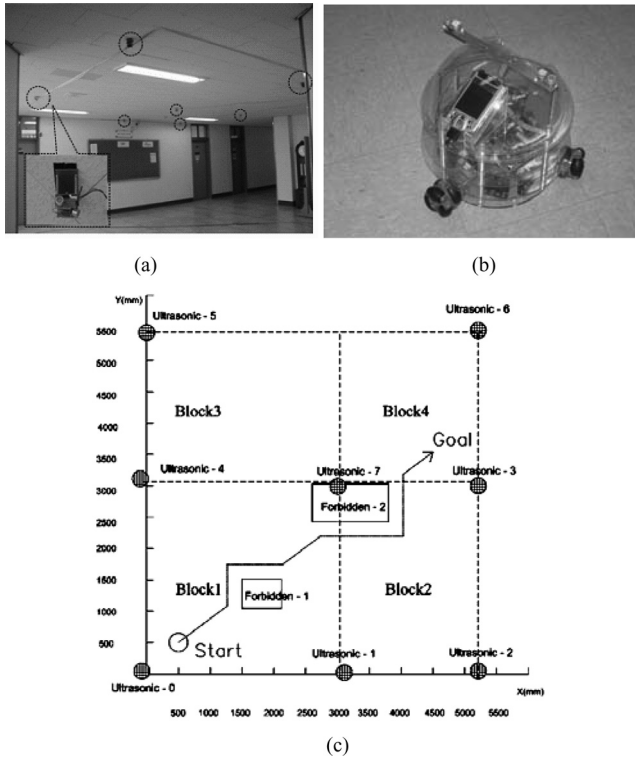 (a)
(b)
Y(mm)
Ultrasonic - 5
Ultrasonic - 6
5500
5000
4500
Block3
Block4
4000
Goal
3500
Ultrasonic - 4
Ultrasonic - 7
Ultrasonic - 3
3000
Forbidden - 2
2500
2000
1500
Block1
Forbidden - 1
Block2
1000
500
Start
Ultrasonic - 0
Ultrasonic - 1
Ultrasonic - 2
X(mm)
500 1000 1500 2000 2500 3000 3500 4000 4500 5000 5500
(c)